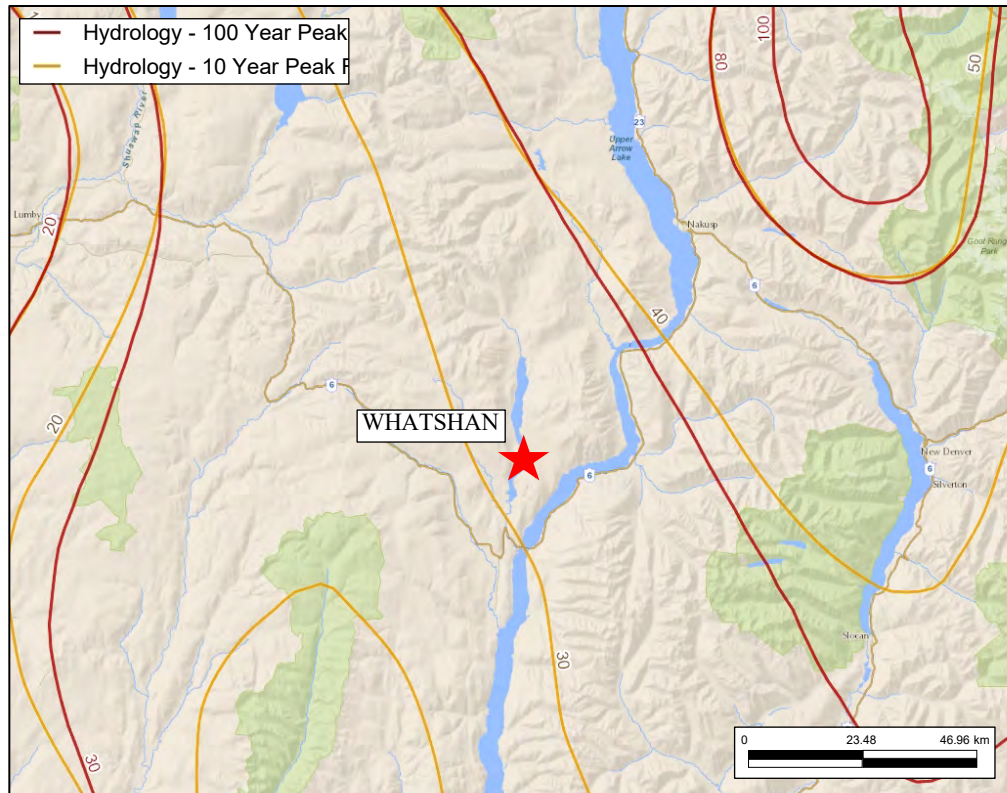 Hydrology - 100 Year Peak
Hydrology - 10 Year Peak F
Shuswap River
100
80
50
23
Upper
Arrow
Lake
Lumby
20
Nakusp
Goat Range
Park
6
40
6
20
WHATSHAN
New Denver
6
Silverton
6
Slocan
30
30
0
23.48
46.96 km